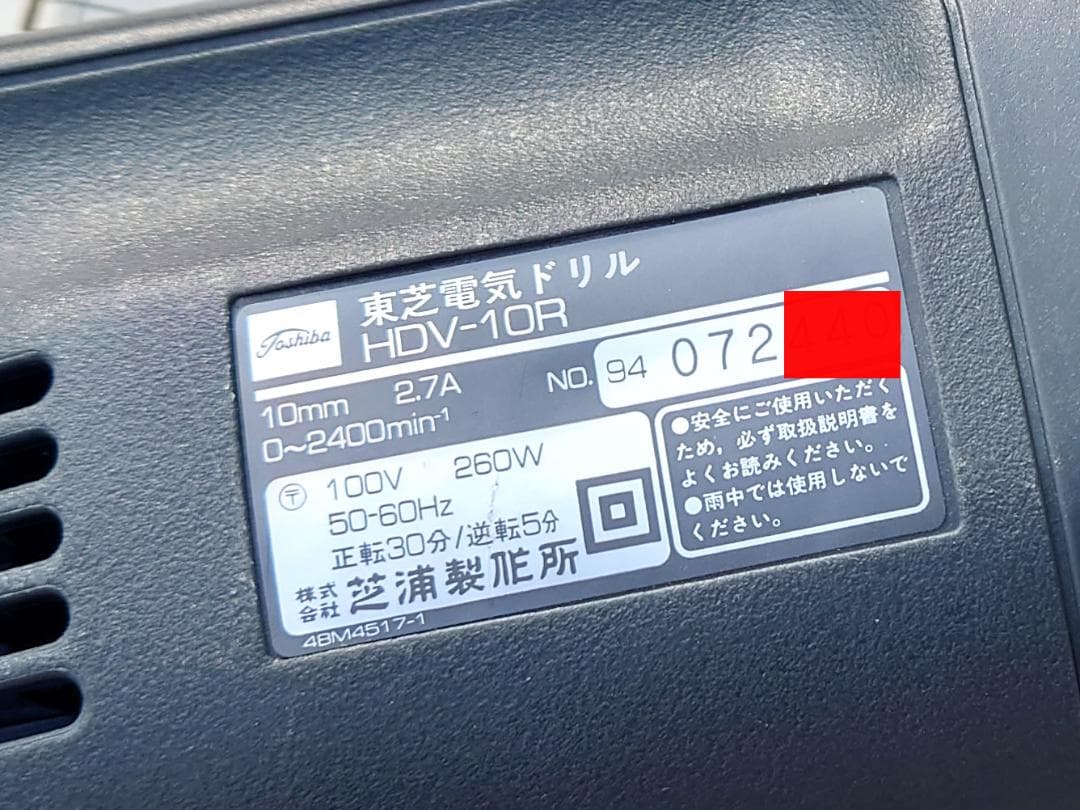 Toshiba
東芝電気ドリル
HDV-10R
10mm 2.7A
0～2400min⁻¹
NO. 94 072
〒 100V 260W
50-60Hz
正転30分/逆転5分
株式会社 芝浦製作所
48M4517-1
●安全にご使用いただく
ため，必ず取扱説明書を
よくお読みください。
●雨中では使用しないで
ください。